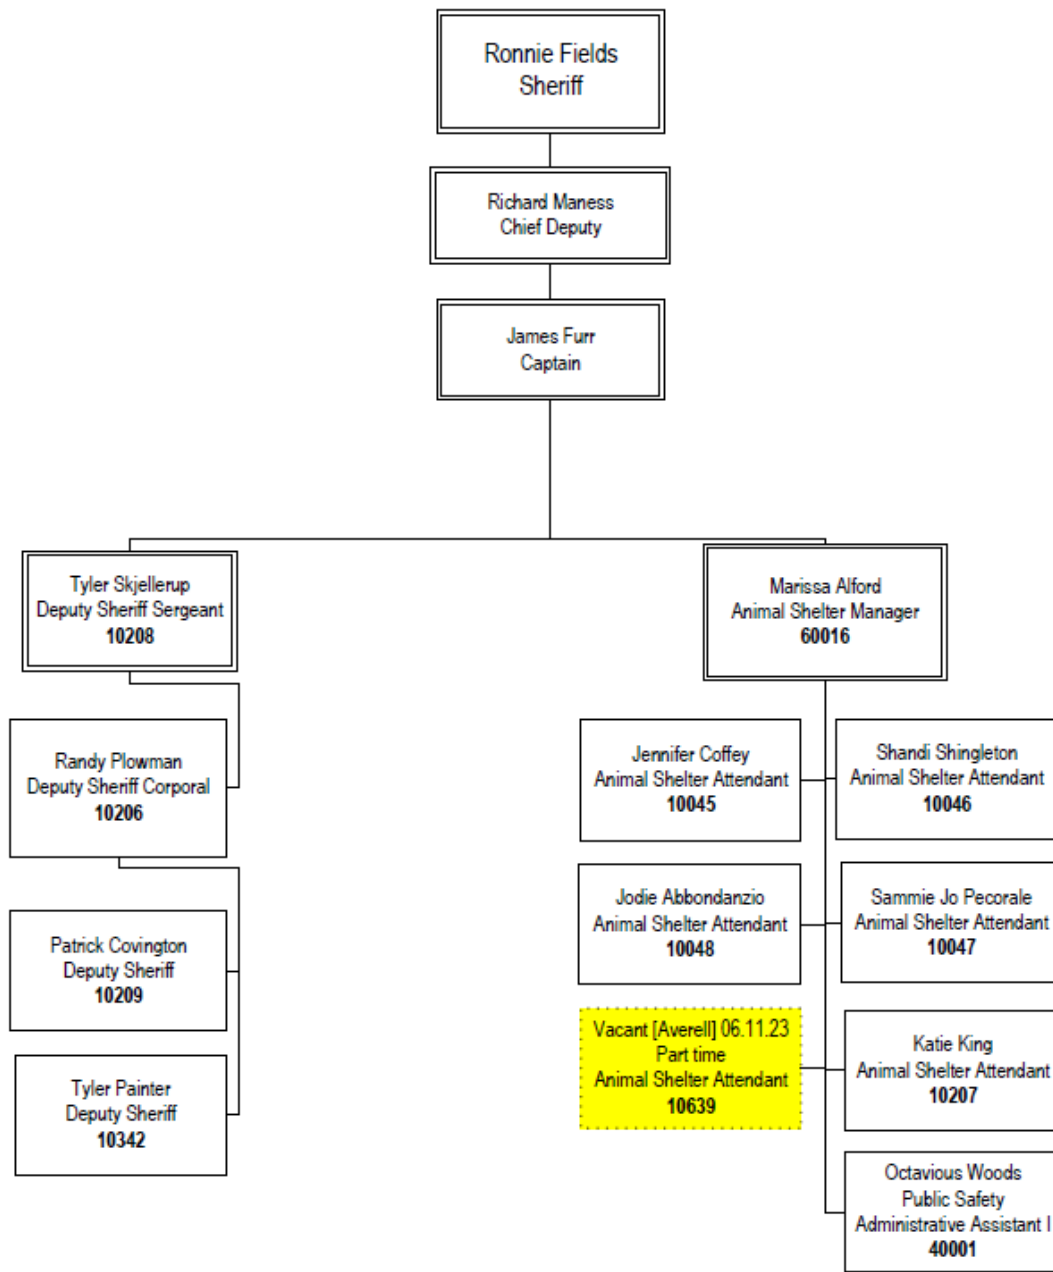 Ronnie Fields
Sheriff
Richard Maness
Chief Deputy
James Furr
Captain
Tyler Skjellerup
Deputy Sheriff Sergeant
10208
Marissa Alford
Animal Shelter Manager
60016
Randy Plowman
Deputy Sheriff Corporal
10206
Patrick Covington
Deputy Sheriff
10209
Tyler Painter
Deputy Sheriff
10342
Jennifer Coffey
Animal Shelter Attendant
10045
Shandi Shingleton
Animal Shelter Attendant
10046
Jodie Abbondanzio
Animal Shelter Attendant
10048
Sammie Jo Pecorale
Animal Shelter Attendant
10047
Vacant [Averell] 06.11.23
Part time
Animal Shelter Attendant
10639
Katie King
Animal Shelter Attendant
10207
Octavious Woods
Public Safety
Administrative Assistant I
40001